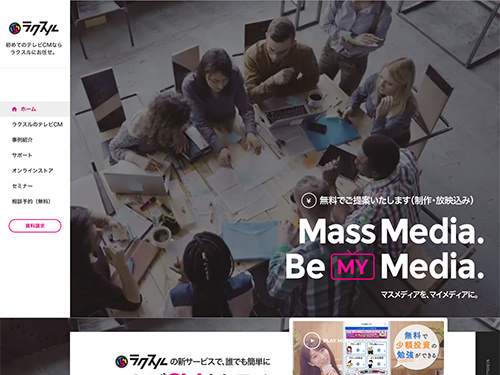 ラクスル
初めてのテレビCMなら
ラクスルにお任せ。
ホーム
ラクスルのテレビCM
事例紹介
サポート
オンラインストア
セミナー
相談予約（無料）
資料請求
¥ 無料でご提案いたします（制作・放映込み）
Mass Media.
Be MY Media.
マスメディアを、マイメディアに。
ラクスルの新サービスで、誰でも簡単に
PLAY
無料で
少額投資の
勉強ができる